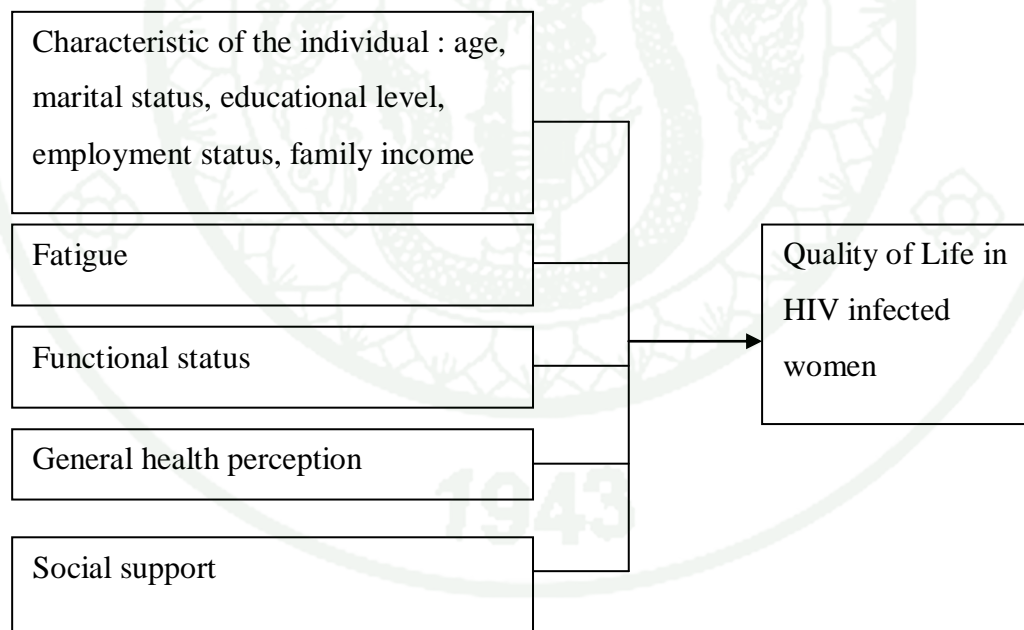 Characteristic of the individual : age,
marital status, educational level,
employment status, family income
Fatigue
Functional status
General health perception
Social support
Quality of Life in
HIV infected
women
1943